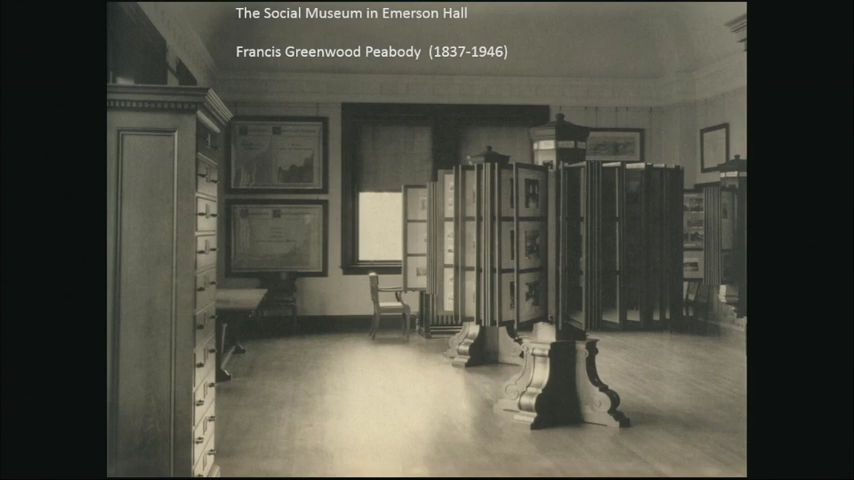 The Social Museum in Emerson Hall
Francis Greenwood Peabody (1837-1946)